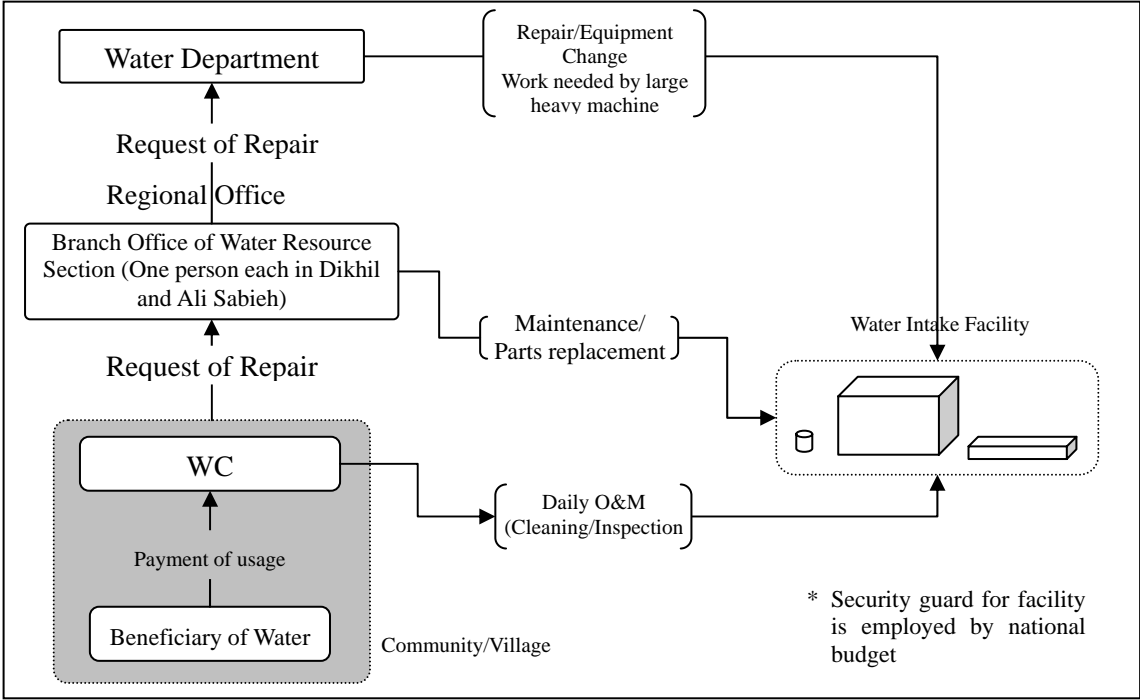 Water Department
Repair/Equipment
Change
Work needed by large
heavy machine
Request of Repair
Regional Office
Branch Office of Water Resource
Section (One person each in Dikhil
and Ali Sabieh)
Maintenance/
Parts replacement
Water Intake Facility
Request of Repair
WC
Daily O&M
(Cleaning/Inspection
Payment of usage
Beneficiary of Water
Community/Village
* Security guard for facility
is employed by national
budget